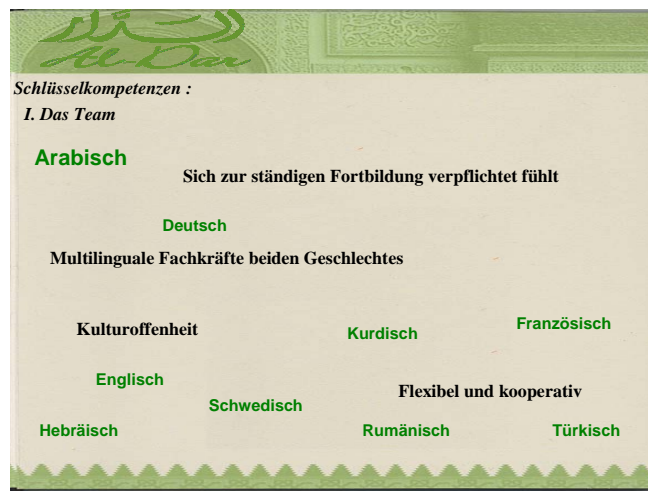 الدار
Al-Dar
Schlüsselkompetenzen :
I. Das Team
Arabisch
Sich zur ständigen Fortbildung verpflichtet fühlt
Deutsch
Multilinguale Fachkräfte beiden Geschlechtes
Kulturoffenheit
Kurdisch
Französisch
Englisch
Flexibel und kooperativ
Schwedisch
Hebräisch
Rumänisch
Türkisch